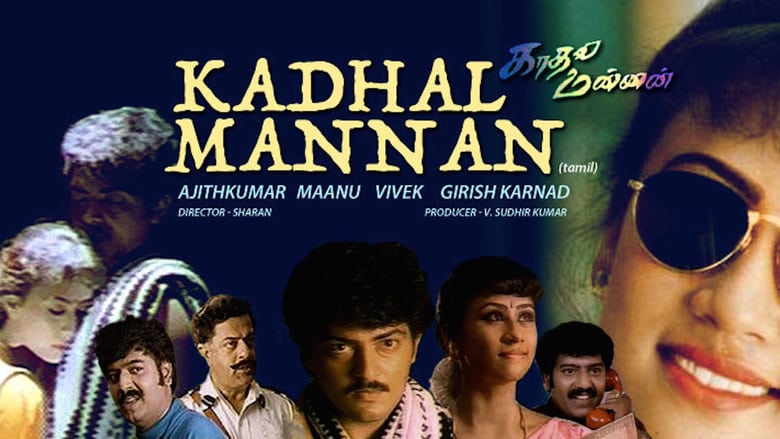 KADHAL
காதல்
மன்னன்
MANNAN
(tamil)
AJITHKUMAR MAANU VIVEK GIRISH KARNAD
DIRECTOR - SHARAN PRODUCER - V. SUDHIR KUMAR